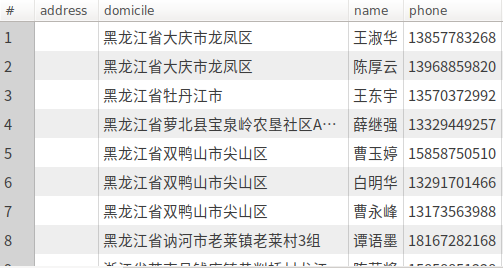 # address domicile name phone
1 黑龙江省大庆市龙凤区 王淑华 13857783268
2 黑龙江省大庆市龙凤区 陈厚云 13968859820
3 黑龙江省牡丹江市 王东宇 13570372992
4 黑龙江省萝北县宝泉岭农垦社区A… 薛继强 13329449257
5 黑龙江省双鸭山市尖山区 曹玉婷 15858750510
6 黑龙江省双鸭山市尖山区 白明华 13291701466
7 黑龙江省双鸭山市尖山区 曹永峰 13173563988
8 黑龙江省讷河市老莱镇老莱村3组 谭语墨 18167282168